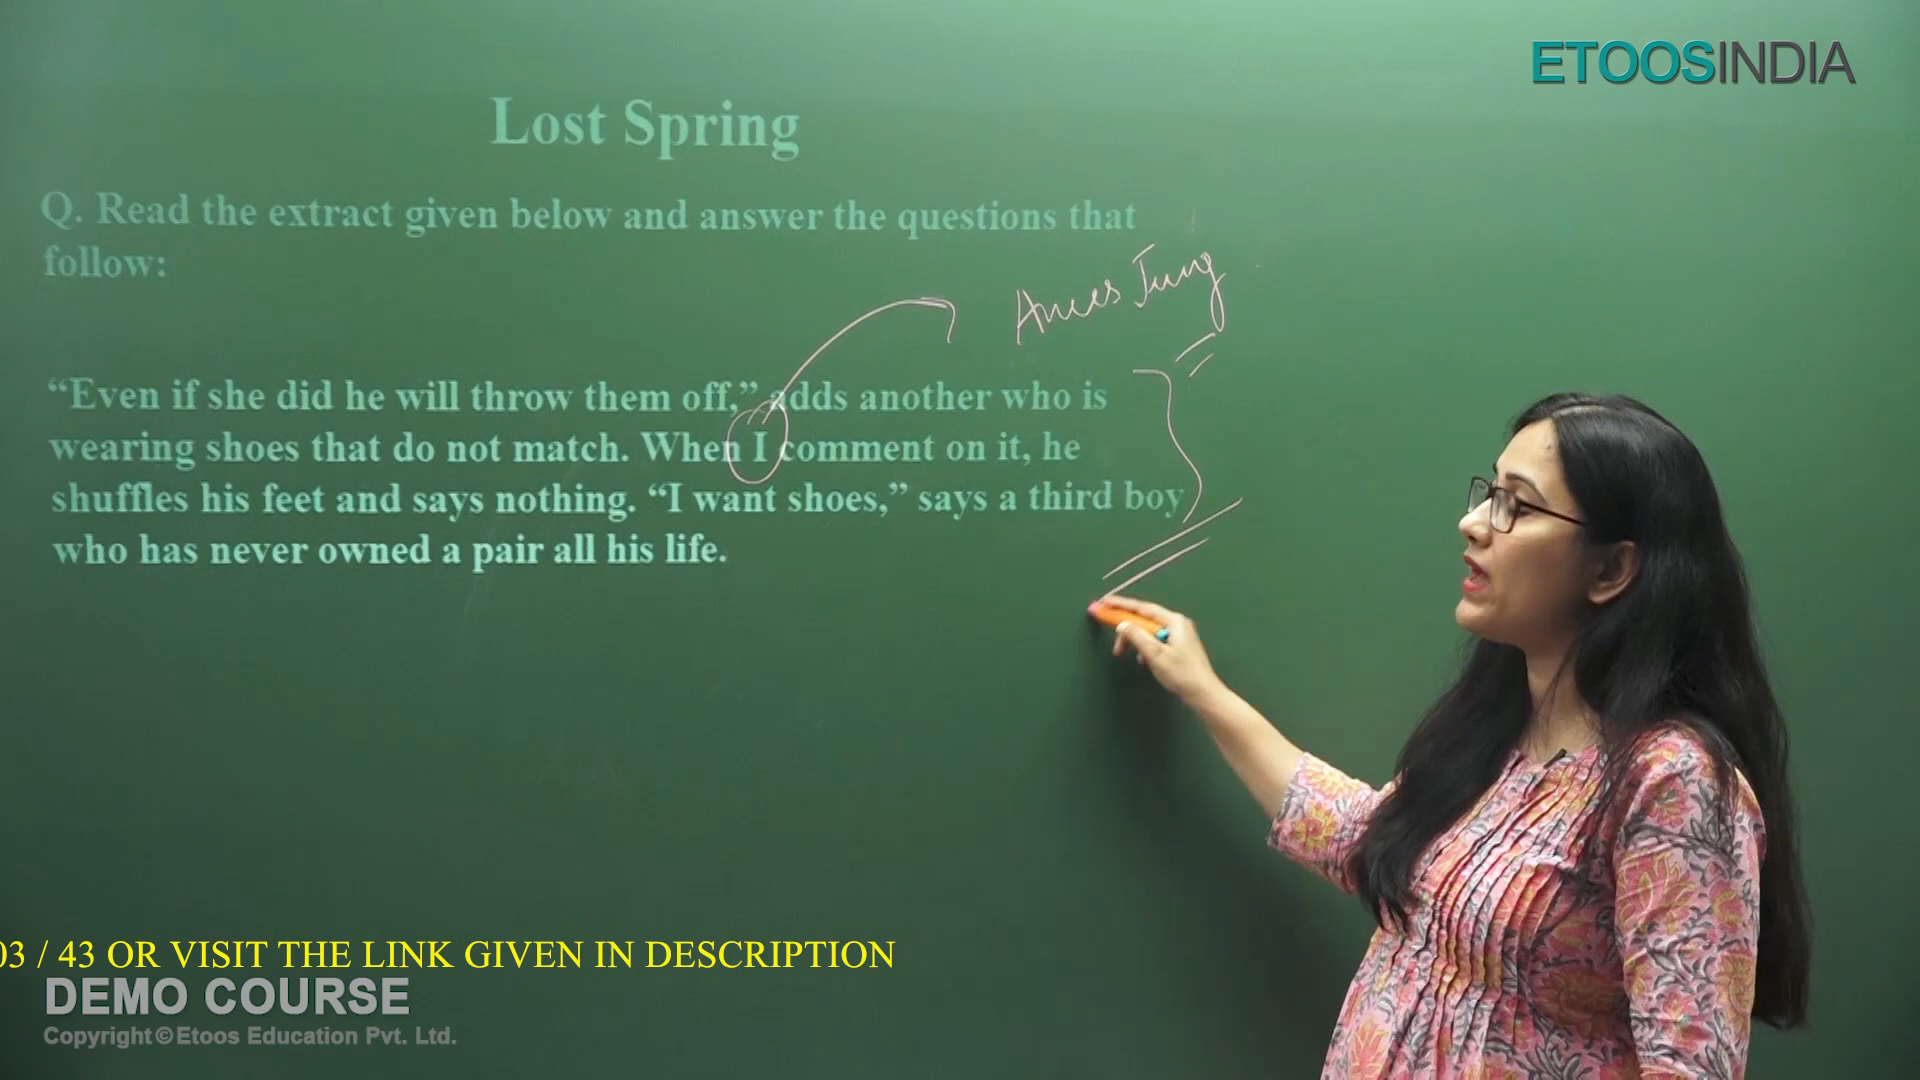 ETOOSINDIA
Lost Spring
Q. Read the extract given below and answer the questions that
follow:
Anees Jung
“Even if she did he will throw them off,” adds another who is
wearing shoes that do not match. When I comment on it, he
shuffles his feet and says nothing. “I want shoes,” says a third boy
who has never owned a pair all his life.
03 / 43 OR VISIT THE LINK GIVEN IN DESCRIPTION
DEMO COURSE
Copyright © Etoos Education Pvt. Ltd.